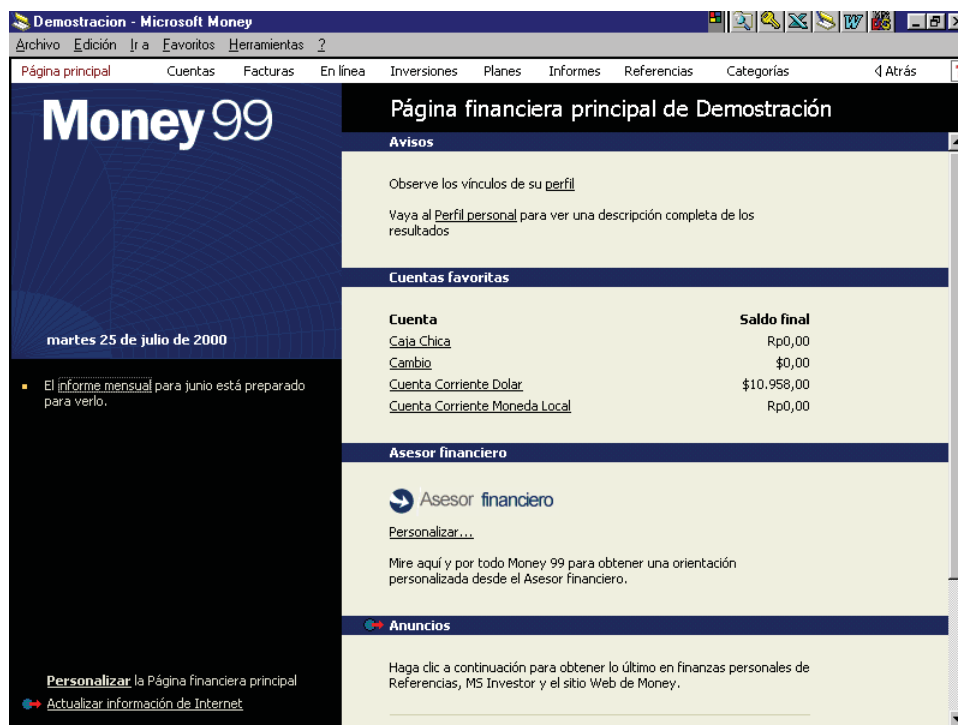 Demostracion - Microsoft Money
Archivo Edición Ir a Favoritos Herramientas ?
Página principal Cuentas Facturas En línea Inversiones Planes Informes Referencias Categorías Atrás
Money 99
martes 25 de julio de 2000
El informe mensual para junio está preparado
para verlo.
Personalizar la Página financiera principal
Actualizar información de Internet
Página financiera principal de Demostración
Avisos
Observe los vínculos de su perfil
Vaya al Perfil personal para ver una descripción completa de los
resultados
Cuentas favoritas
Cuenta Saldo final
Caja Chica Rp0,00
Cambio $0,00
Cuenta Corriente Dolar $10.958,00
Cuenta Corriente Moneda Local Rp0,00
Asesor financiero
Asesor financiero
Personalizar...
Mire aquí y por todo Money 99 para obtener una orientación
personalizada desde el Asesor financiero.
Anuncios
Haga clic a continuación para obtener lo último en finanzas personales de
Referencias, MS Investor y el sitio Web de Money.